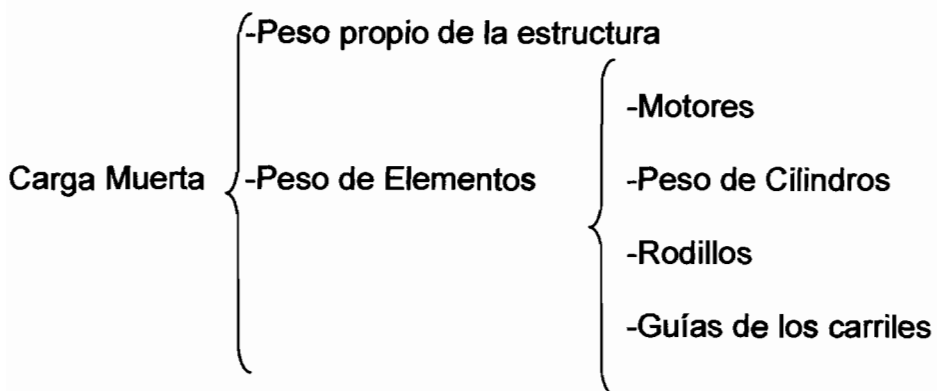 -Peso propio de la estructura
-Motores
Carga Muerta -Peso de Elementos -Peso de Cilindros
-Rodillos
-Guías de los carriles